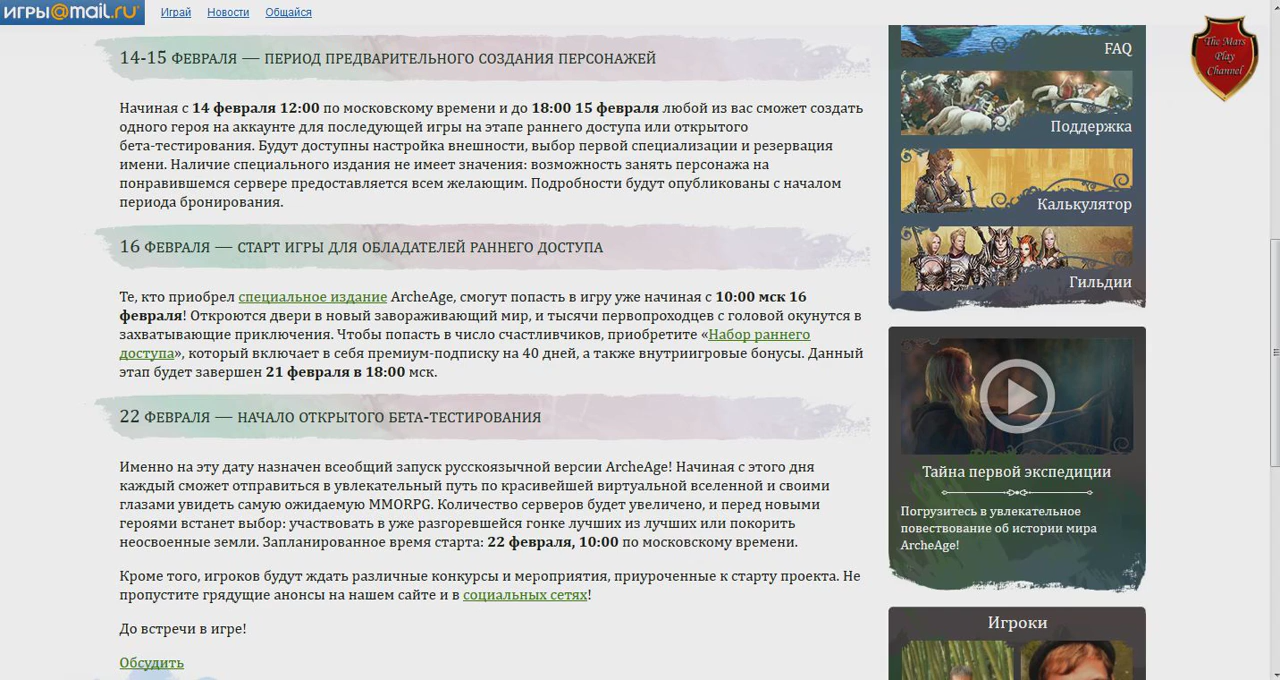 ИГРЫ@mail.ru®
Играй Новости Общайся
14-15 ФЕВРАЛЯ — ПЕРИОД ПРЕДВАРИТЕЛЬНОГО СОЗДАНИЯ ПЕРСОНАЖЕЙ
Начиная с 14 февраля 12:00 по московскому времени и до 18:00 15 февраля любой из вас сможет создать
одного героя на аккаунте для последующей игры на этапе раннего доступа или открытого
бета-тестирования. Будут доступны настройка внешности, выбор первой специализации и резервация
имени. Наличие специального издания не имеет значения: возможность занять персонажа на
понравившемся сервере предоставляется всем желающим. Подробности будут опубликованы с началом
периода бронирования.
16 ФЕВРАЛЯ — СТАРТ ИГРЫ ДЛЯ ОБЛАДАТЕЛЕЙ РАННЕГО ДОСТУПА
Те, кто приобрел специальное издание ArcheAge, смогут попасть в игру уже начиная с 10:00 мск 16
февраля! Откроются двери в новый завораживающий мир, и тысячи первопроходцев с головой окунутся в
захватывающие приключения. Чтобы попасть в число счастливчиков, приобретите «Набор раннего
доступа», который включает в себя премиум-подписку на 40 дней, а также внутриигровые бонусы. Данный
этап будет завершен 21 февраля в 18:00 мск.
22 ФЕВРАЛЯ — НАЧАЛО ОТКРЫТОГО БЕТА-ТЕСТИРОВАНИЯ
Именно на эту дату назначен всеобщий запуск русскоязычной версии ArcheAge! Начиная с этого дня
каждый сможет отправиться в увлекательный путь по красивейшей виртуальной вселенной и своими
глазами увидеть самую ожидаемую MMORPG. Количество серверов будет увеличено, и перед новыми
героями встанет выбор: участвовать в уже разгоревшейся гонке лучших из лучших или покорить
неосвоенные земли. Запланированное время старта: 22 февраля, 10:00 по московскому времени.
Кроме того, игроков будут ждать различные конкурсы и мероприятия, приуроченные к старту проекта. Не
пропустите грядущие анонсы на нашем сайте и в социальных сетях!
До встречи в игре!
Обсудить
FAQ
Поддержка
Калькулятор
Гильдии
Тайна первой экспедиции
Погрузитесь в увлекательное
повествование об истории мира
ArcheAge!
Игроки
The Mars
Play
Channel